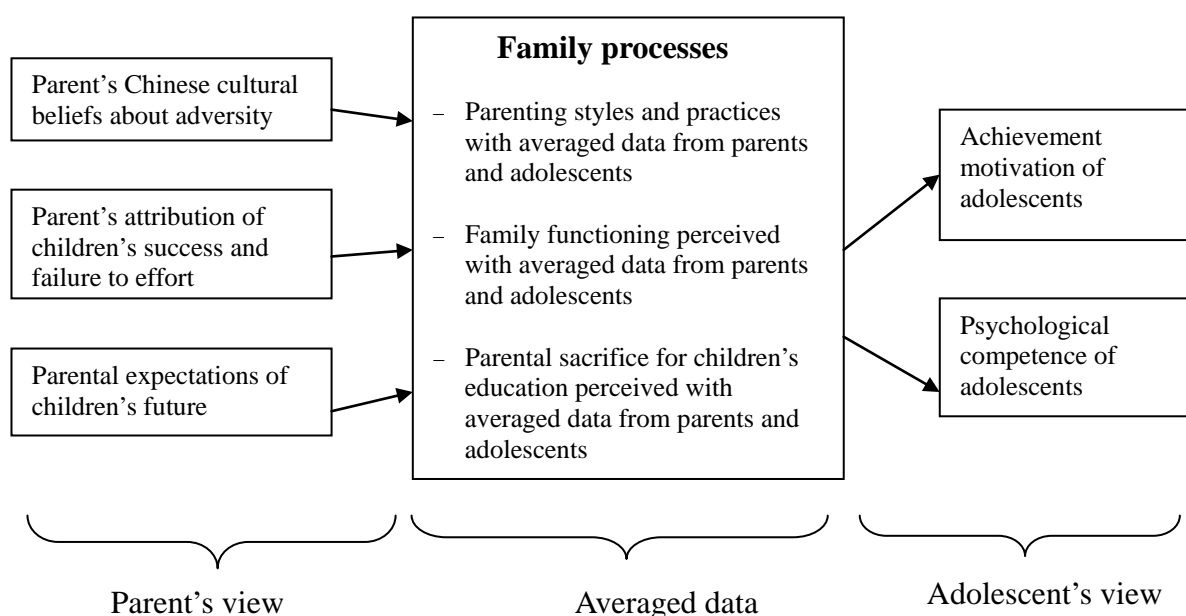 Parent’s Chinese cultural
beliefs about adversity
Parent’s attribution of
children’s success and
failure to effort
Parental expectations of
children’s future
Family processes
– Parenting styles and practices
with averaged data from parents
and adolescents
– Family functioning perceived
with averaged data from parents
and adolescents
– Parental sacrifice for children’s
education perceived with
averaged data from parents and
adolescents
Achievement
motivation of
adolescents
Psychological
competence of
adolescents
Parent’s view
Averaged data
Adolescent’s view